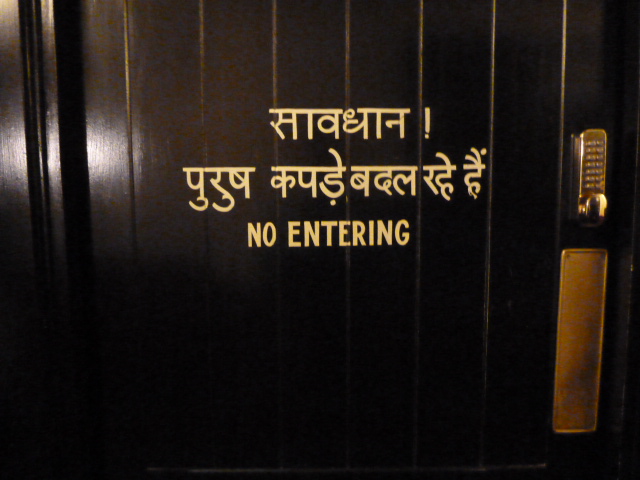 सावधान !
पुरुष कपड़े बदल रहे हैं
NO ENTERING